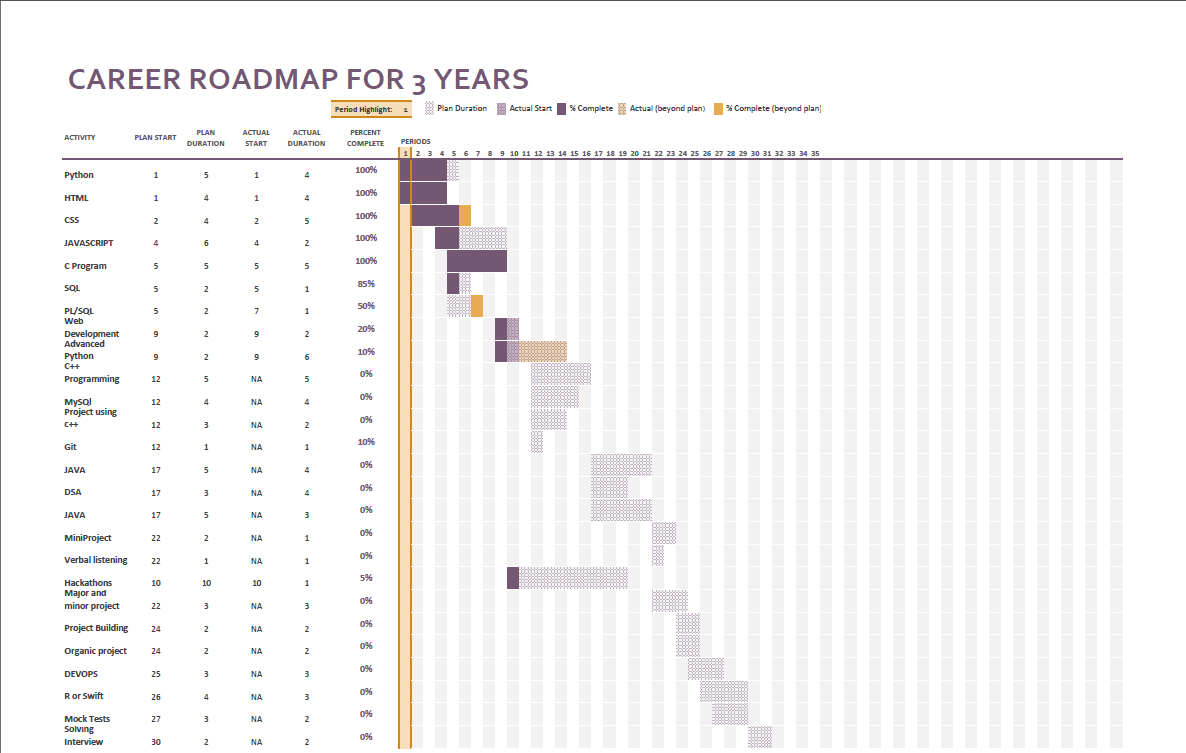 CAREER ROADMAP FOR 3 YEARS
Period Highlight: 1 Plan Duration Actual Start % Complete Actual (beyond plan) % Complete (beyond plan)
ACTIVITY PLAN START PLAN DURATION ACTUAL START ACTUAL DURATION PERCENT COMPLETE PERIODS
1 2 3 4 5 6 7 8 9 10 11 12 13 14 15 16 17 18 19 20 21 22 23 24 25 26 27 28 29 30 31 32 33 34 35
Python 1 5 1 4 100%
HTML 1 4 1 4 100%
CSS 2 4 2 5 100%
JAVASCRIPT 4 6 4 2 100%
C Program 5 5 5 5 100%
SQL 5 2 5 1 85%
PL/SQL 5 2 7 1 50%
Web
Development 9 2 9 2 20%
Advanced
Python 9 2 9 6 10%
C++
Programming 12 5 NA 5 0%
MySQl 12 4 NA 4 0%
Project using
c++ 12 3 NA 2 0%
Git 12 1 NA 1 10%
JAVA 17 5 NA 4 0%
DSA 17 3 NA 4 0%
JAVA 17 5 NA 3 0%
MiniProject 22 2 NA 1 0%
Verbal listening 22 1 NA 1 0%
Hackathons 10 10 10 1 5%
Major and
minor project 22 3 NA 3 0%
Project Building 24 2 NA 2 0%
Organic project 24 2 NA 2 0%
DEVOPS 25 3 NA 3 0%
R or Swift 26 4 NA 3 0%
Mock Tests 27 3 NA 2 0%
Solving
Interview 30 2 NA 2 0%